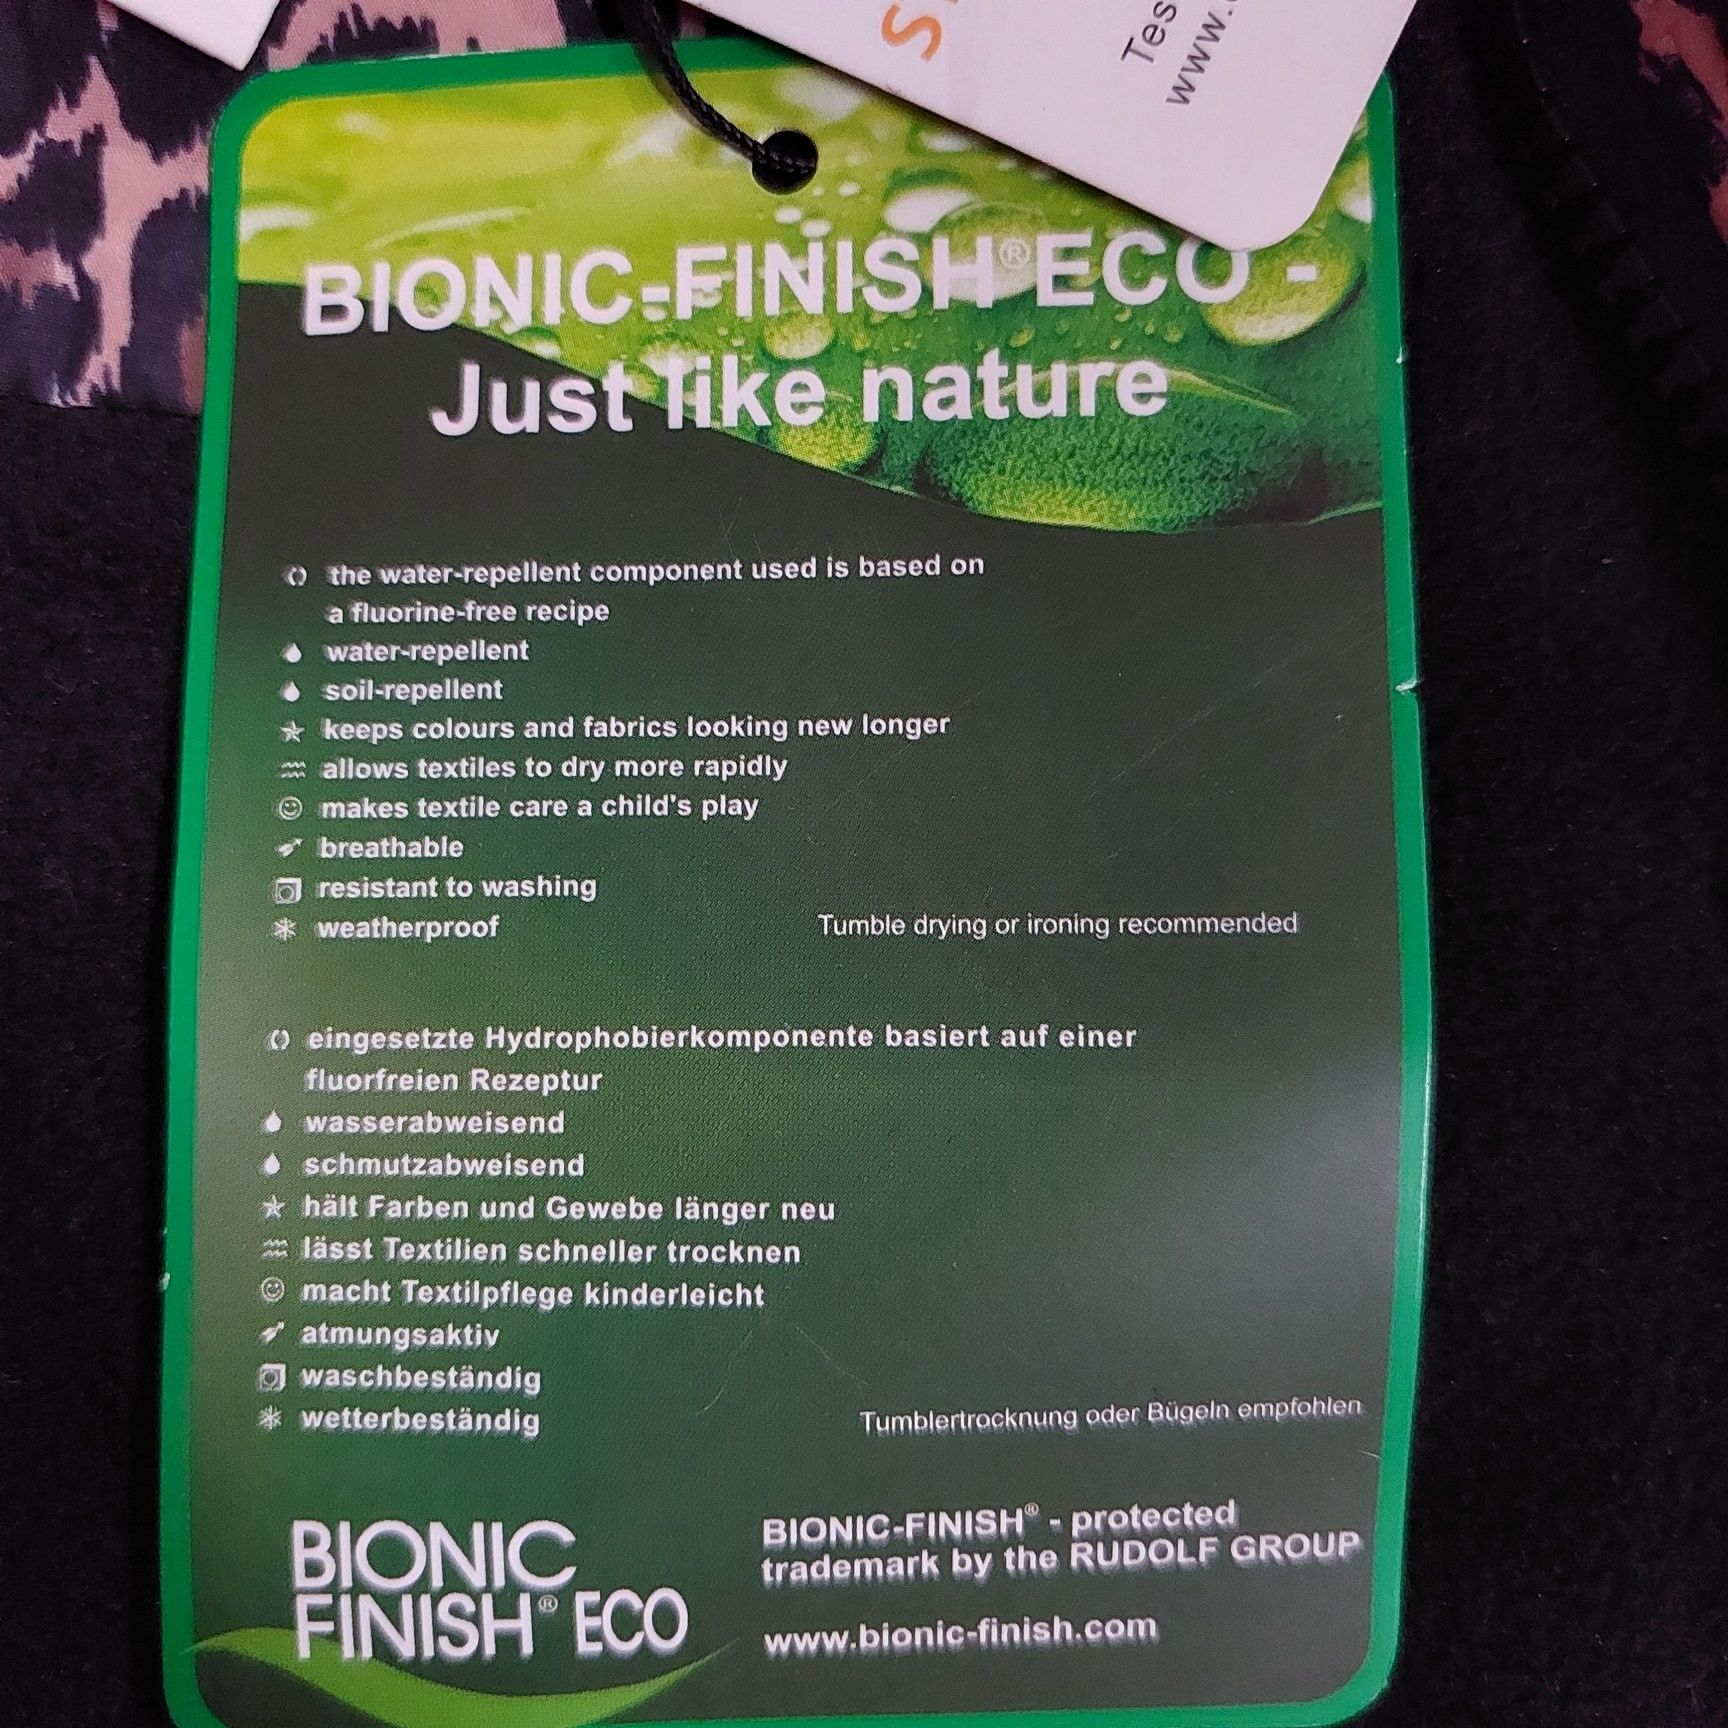 Tes
www.
BIONIC-FINISH® ECO -
Just like nature
the water-repellent component used is based on
a fluorine-free recipe
water-repellent
soil-repellent
keeps colours and fabrics looking new longer
allows textiles to dry more rapidly
makes textile care a child's play
breathable
resistant to washing
weatherproof
Tumble drying or ironing recommended
eingesetzte Hydrophobierkomponente basiert auf einer
fluorfreien Rezeptur
wasserabweisend
schmutzabweisend
hält Farben und Gewebe länger neu
lässt Textilien schneller trocknen
macht Textilpflege kinderleicht
atmungsaktiv
waschbeständig
wetterbeständig
Tumblertrocknung oder Bügeln empfohlen
BIONIC
FINISH® ECO
BIONIC-FINISH® - protected
trademark by the RUDOLF GROUP
www.bionic-finish.com